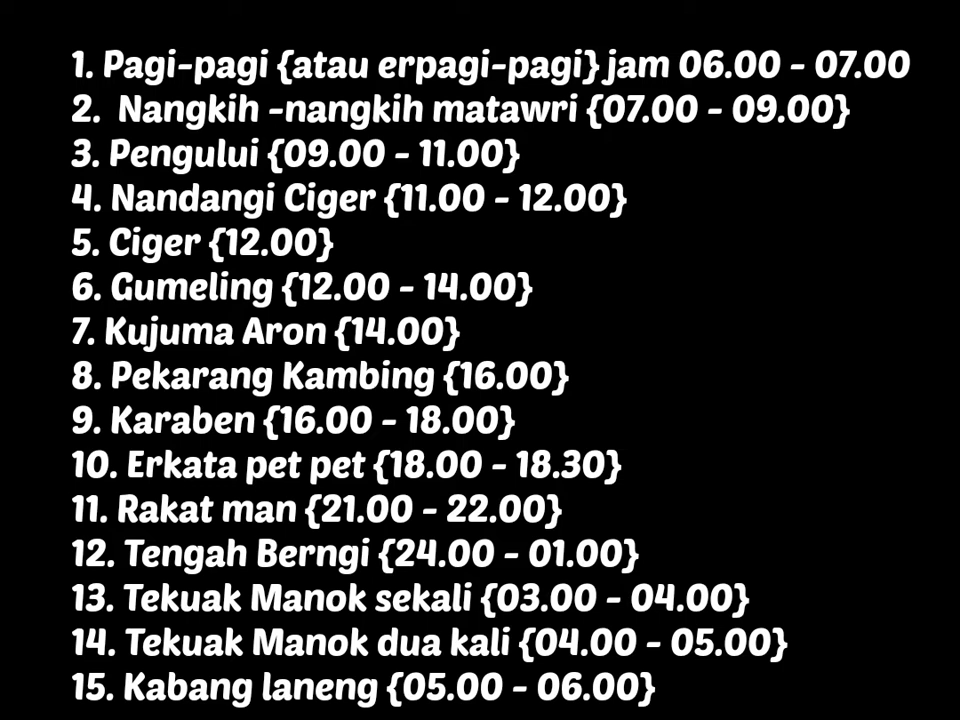 1. Pagi-pagi {atau erpagi-pagi} jam 06.00 - 07.00
2. Nangkih -nangkih matawri {07.00 - 09.00}
3. Pengului {09.00 - 11.00}
4. Nandangi Ciger {11.00 - 12.00}
5. Ciger {12.00}
6. Gumeling {12.00 - 14.00}
7. Kujuma Aron {14.00}
8. Pekarang Kambing {16.00}
9. Karaben {16.00 - 18.00}
10. Erkata pet pet {18.00 - 18.30}
11. Rakat man {21.00 - 22.00}
12. Tengah Berngi {24.00 - 01.00}
13. Tekuak Manok sekali {03.00 - 04.00}
14. Tekuak Manok dua kali {04.00 - 05.00}
15. Kabang laneng {05.00 - 06.00}